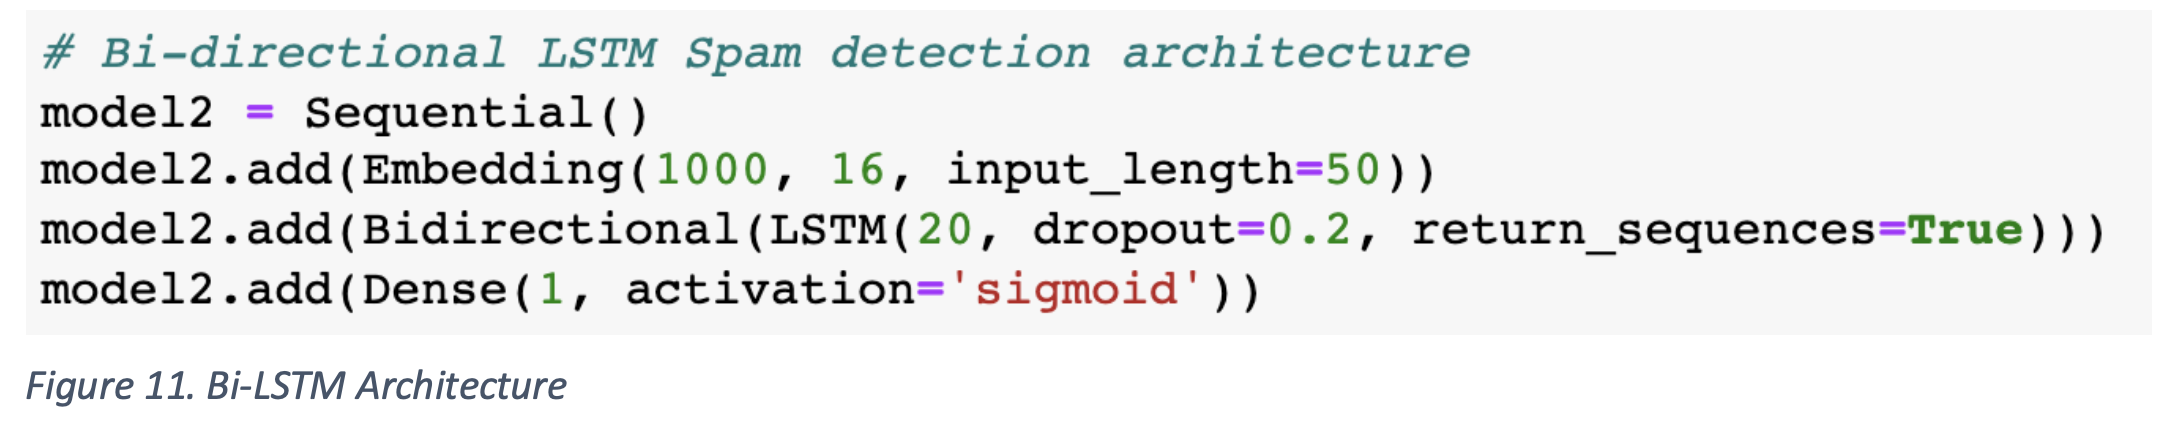 # Bi-directional LSTM Spam detection architecture
model2 = Sequential()
model2.add(Embedding(1000, 16, input_length=50))
model2.add(Bidirectional(LSTM(20, dropout=0.2, return_sequences=True)))
model2.add(Dense(1, activation='sigmoid'))
Figure 11. Bi-LSTM Architecture